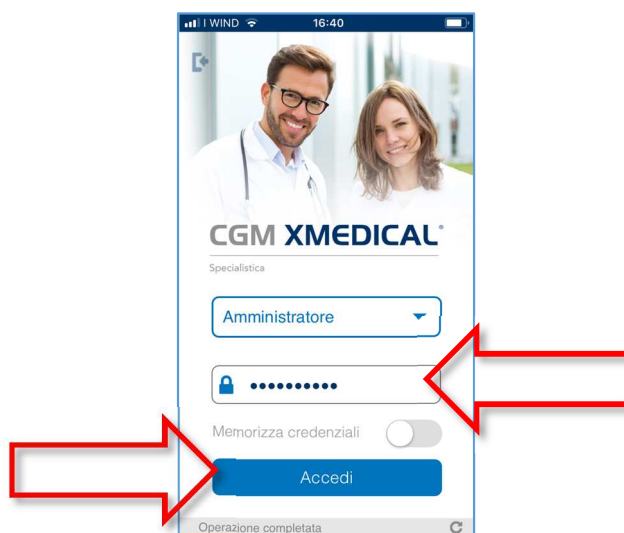 I WIND 16:40
CGM XMEDICAL®
Specialistica
Amministratore
••••••••••
Memorizza credenziali
Accedi
Operazione completata